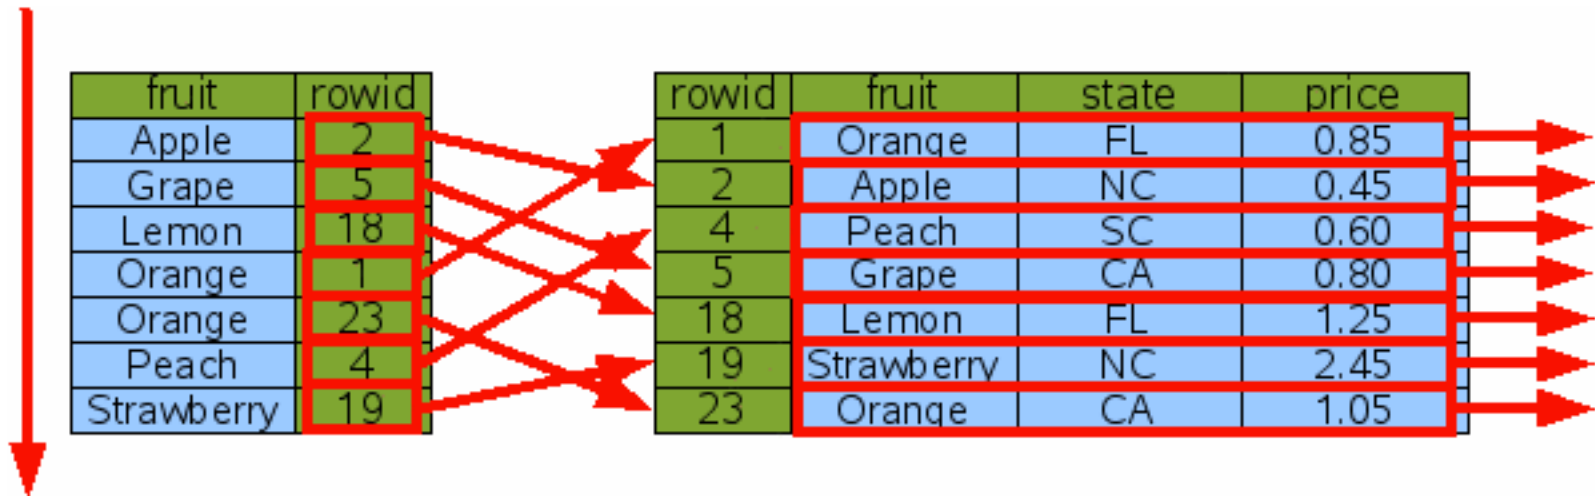 fruit rowid
Apple 2
Grape 5
Lemon 18
Orange 1
Orange 23
Peach 4
Strawberry 19
rowid fruit state price
1 Orange FL 0.85
2 Apple NC 0.45
4 Peach SC 0.60
5 Grape CA 0.80
18 Lemon FL 1.25
19 Strawberry NC 2.45
23 Orange CA 1.05